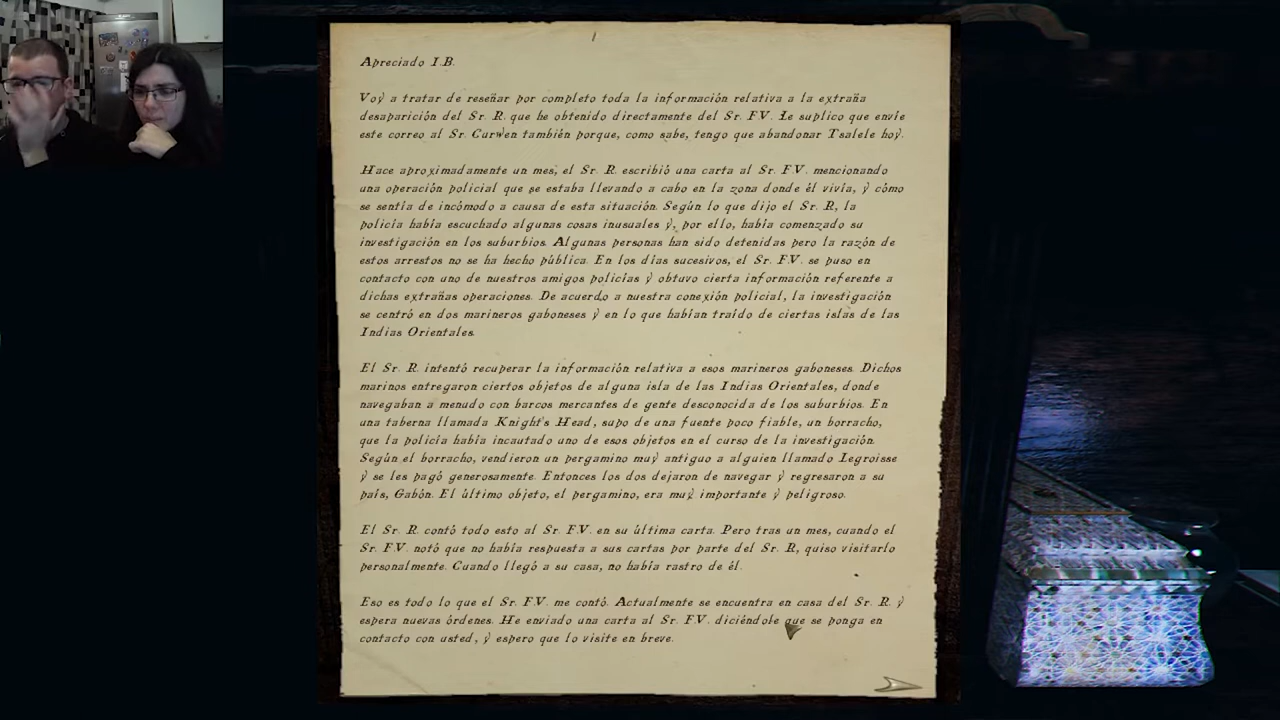 Apreciado I.B.
Voy a tratar de reseñar por completo toda la información relativa a la extraña
desaparición del Sr. R. que he obtenido directamente del Sr. F.V. Le suplico que envíe
este correo al Sr. Curwen también porque, como sabe, tengo que abandonar Tsalele hoy.
Hace aproximadamente un mes, el Sr. R. escribió una carta al Sr. F.V. mencionando
una operación policial que se estaba llevando a cabo en la zona donde él vivía, y cómo
se sentía de incómodo a causa de esta situación. Según lo que dijo el Sr. R, la
policía había escuchado algunas cosas inusuales y, por ello, había comenzado su
investigación en los suburbios. Algunas personas han sido detenidas pero la razón de
estos arrestos no se ha hecho pública. En los días sucesivos, el Sr. F.V. se puso en
contacto con uno de nuestros amigos policías y obtuvo cierta información referente a
dichas extrañas operaciones. De acuerdo a nuestra conexión policial, la investigación
se centró en dos marineros gaboneses y en lo que habían traído de ciertas islas de las
Indias Orientales.
El Sr. R. intentó recuperar la información relativa a esos marineros gaboneses. Dichos
marinos entregaron ciertos objetos de alguna isla de las Indias Orientales, donde
navegaban a menudo con barcos mercantes de gente desconocida de los suburbios. En
una taberna llamada Knight's Head, supo de una fuente poco fiable, un borracho,
que la policía había incautado uno de esos objetos en el curso de la investigación.
Según el borracho, vendieron un pergamino muy antiguo a alguien llamado Legroisse
y se les pagó generosamente. Entonces los dos dejaron de navegar y regresaron a su
país, Gabón. El último objeto, el pergamino, era muy importante y peligroso.
El Sr. R. contó todo esto al Sr. F.V. en su última carta. Pero tras un mes, cuando el
Sr. F.V. notó que no había respuesta a sus cartas por parte del Sr. R, quiso visitarlo
personalmente. Cuando llegó a su casa, no había rastro de él.
Eso es todo lo que el Sr. F.V. me contó. Actualmente se encuentra en casa del Sr. R. y
espera nuevas órdenes. He enviado una carta al Sr. F.V. diciéndole que se ponga en
contacto con usted, y espero que lo visite en breve.